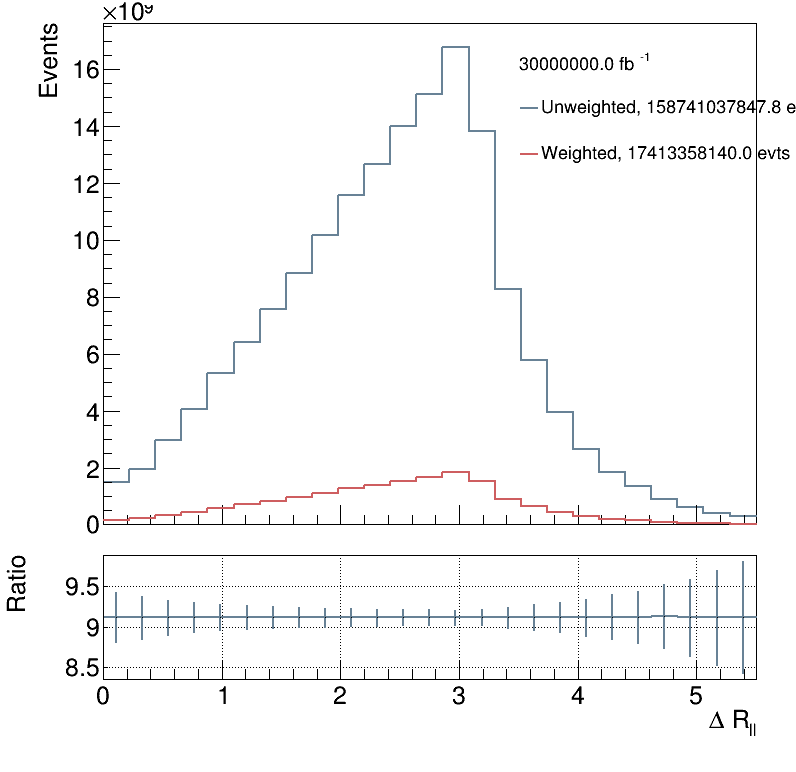 ×10⁹
Events
16
14
12
10
8
6
4
2
0
30000000.0 fb -1
Unweighted, 158741037847.8 e
Weighted, 17413358140.0 evts
Ratio
9.5
9
8.5
0 1 2 3 4 5
Δ R_ll